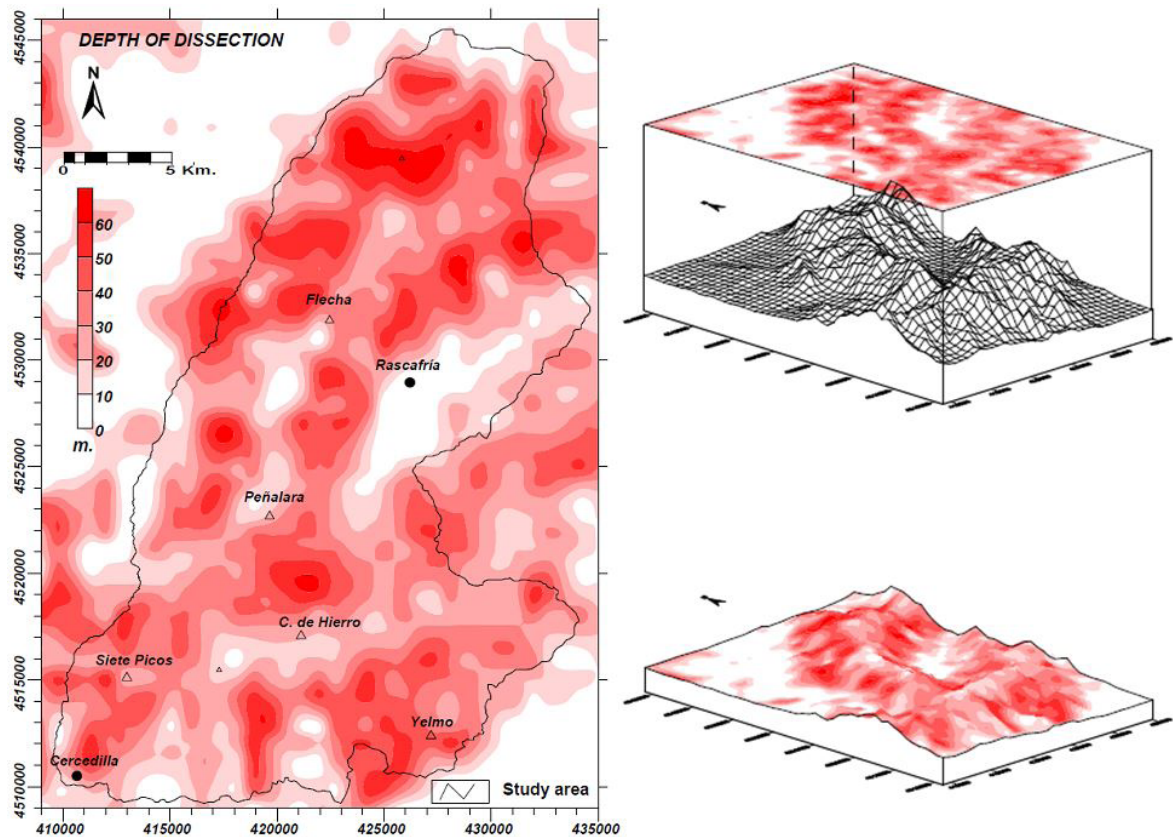 DEPTH OF DISSECTION
N
0
5 Km.
60
50
40
30
20
10
0
m.
Flecha
Rascafría
Peñalara
C. de Hierro
Siete Picos
Yelmo
Cercedilla
Study area
4545000
4540000
4535000
4530000
4525000
4520000
4515000
4510000
410000
415000
420000
425000
430000
435000